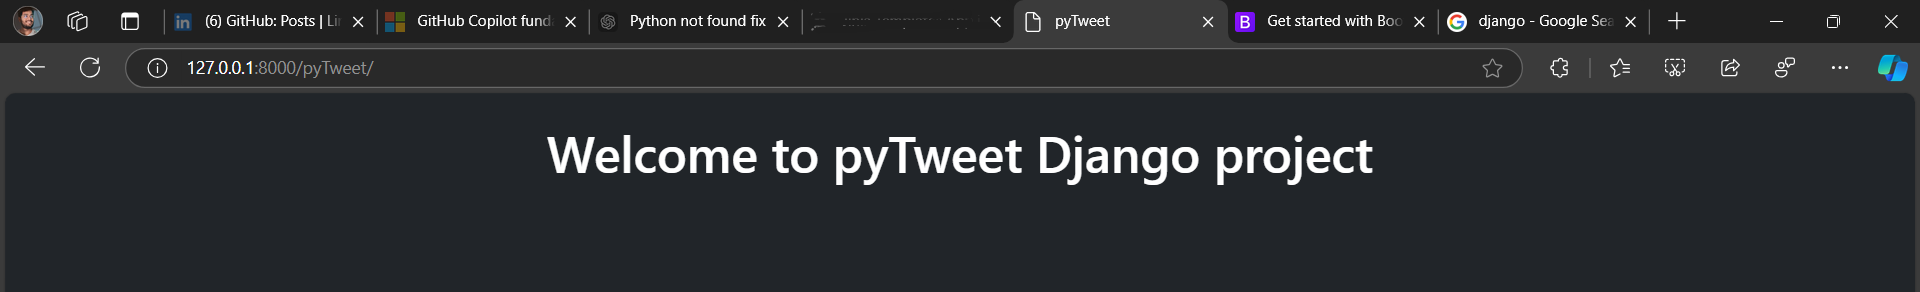 (6) GitHub: Posts | Li
GitHub Copilot fund
Python not found fix
pyTweet
Get started with Boo
django - Google Sea
127.0.0.1:8000/pyTweet/
Welcome to pyTweet Django project